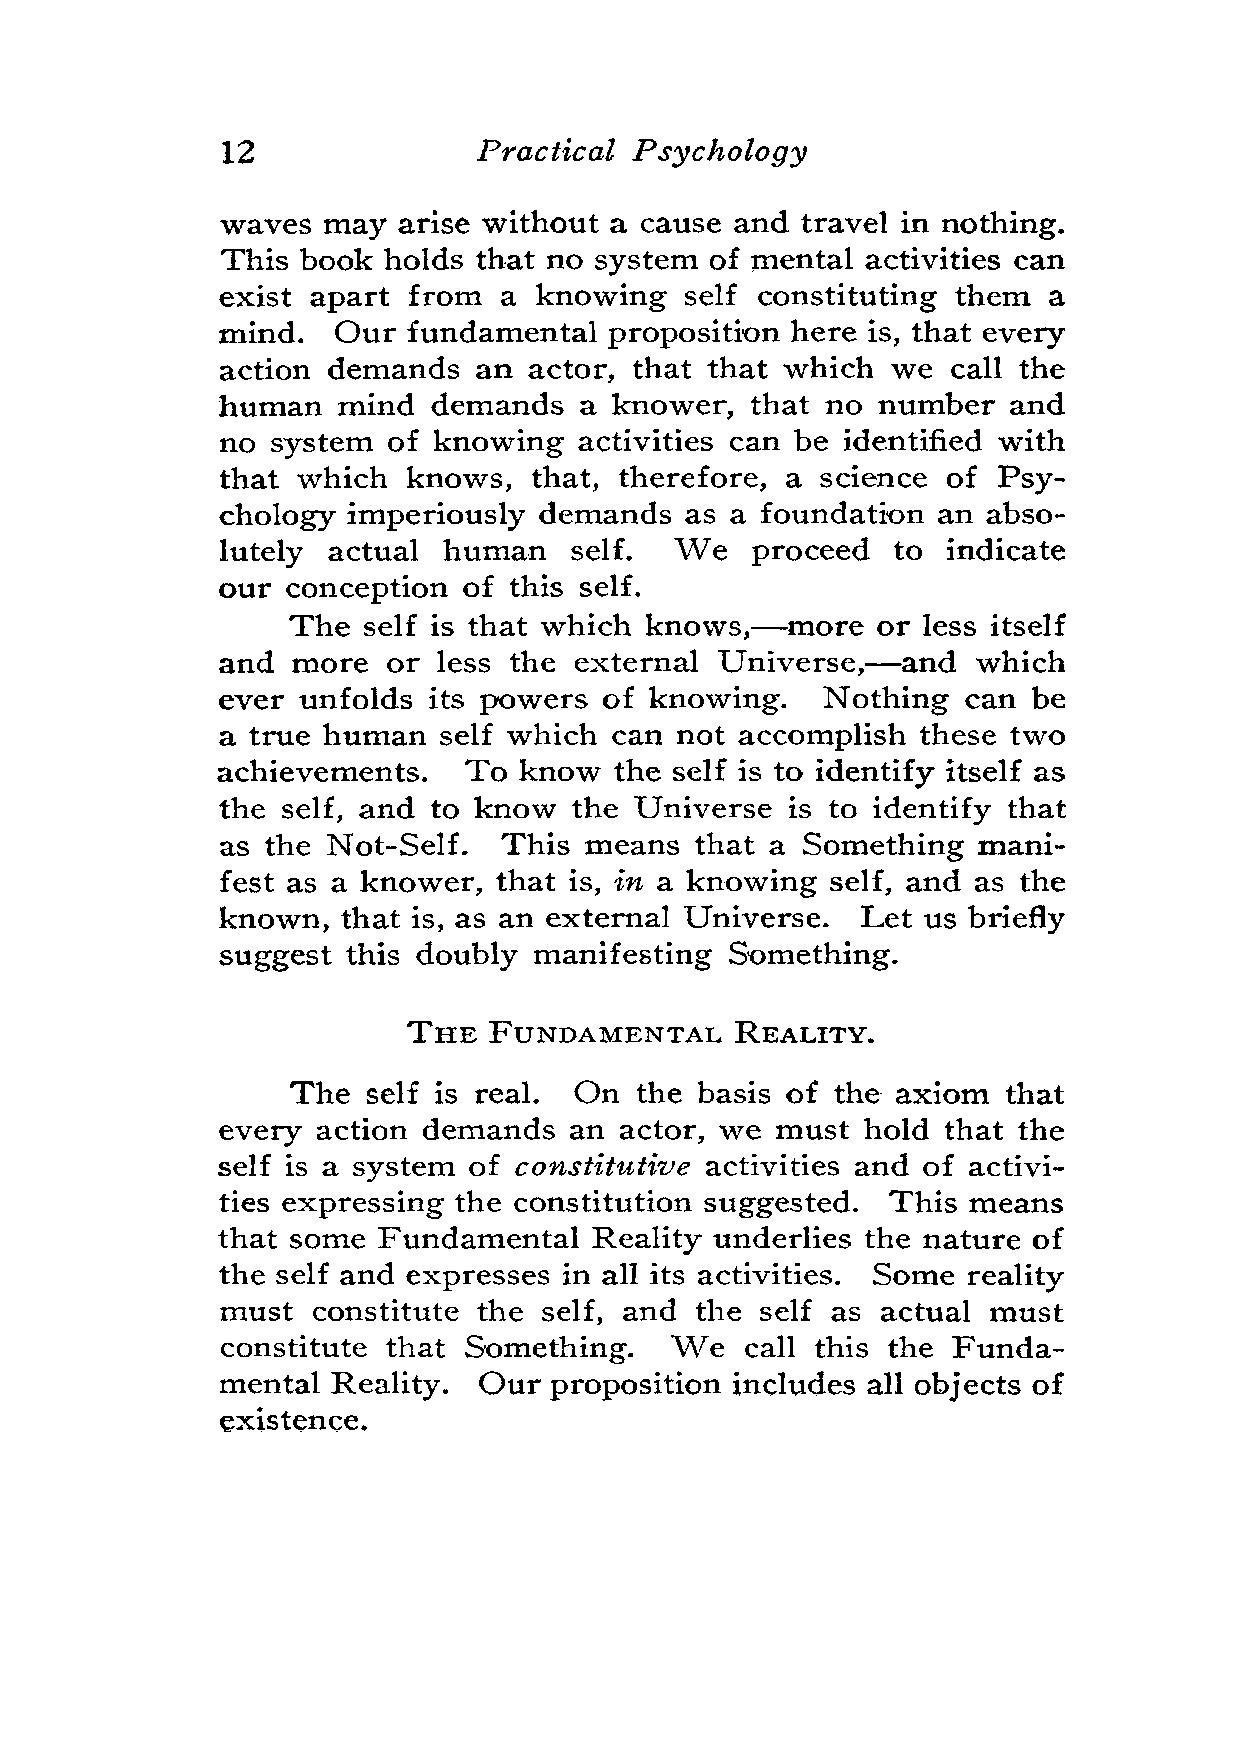 12 Practical Psychology
waves may arise without a cause and travel in nothing.
This book holds that no system of mental activities can
exist apart from a knowing self constituting them a
mind. Our fundamental proposition here is, that every
action demands an actor, that that which we call the
human mind demands a knower, that no number and
no system of knowing activities can be identified with
that which knows, that, therefore, a science of Psy-
chology imperiously demands as a foundation an abso-
lutely actual human self. We proceed to indicate
our conception of this self.
The self is that which knows,—more or less itself
and more or less the external Universe,—and which
ever unfolds its powers of knowing. Nothing can be
a true human self which can not accomplish these two
achievements. To know the self is to identify itself as
the self, and to know the Universe is to identify that
as the Not-Self. This means that a Something mani-
fest as a knower, that is, in a knowing self, and as the
known, that is, as an external Universe. Let us briefly
suggest this doubly manifesting Something.
THE FUNDAMENTAL REALITY.
The self is real. On the basis of the axiom that
every action demands an actor, we must hold that the
self is a system of constitutive activities and of activi-
ties expressing the constitution suggested. This means
that some Fundamental Reality underlies the nature of
the self and expresses in all its activities. Some reality
must constitute the self, and the self as actual must
constitute that Something. We call this the Funda-
mental Reality. Our proposition includes all objects of
existence.